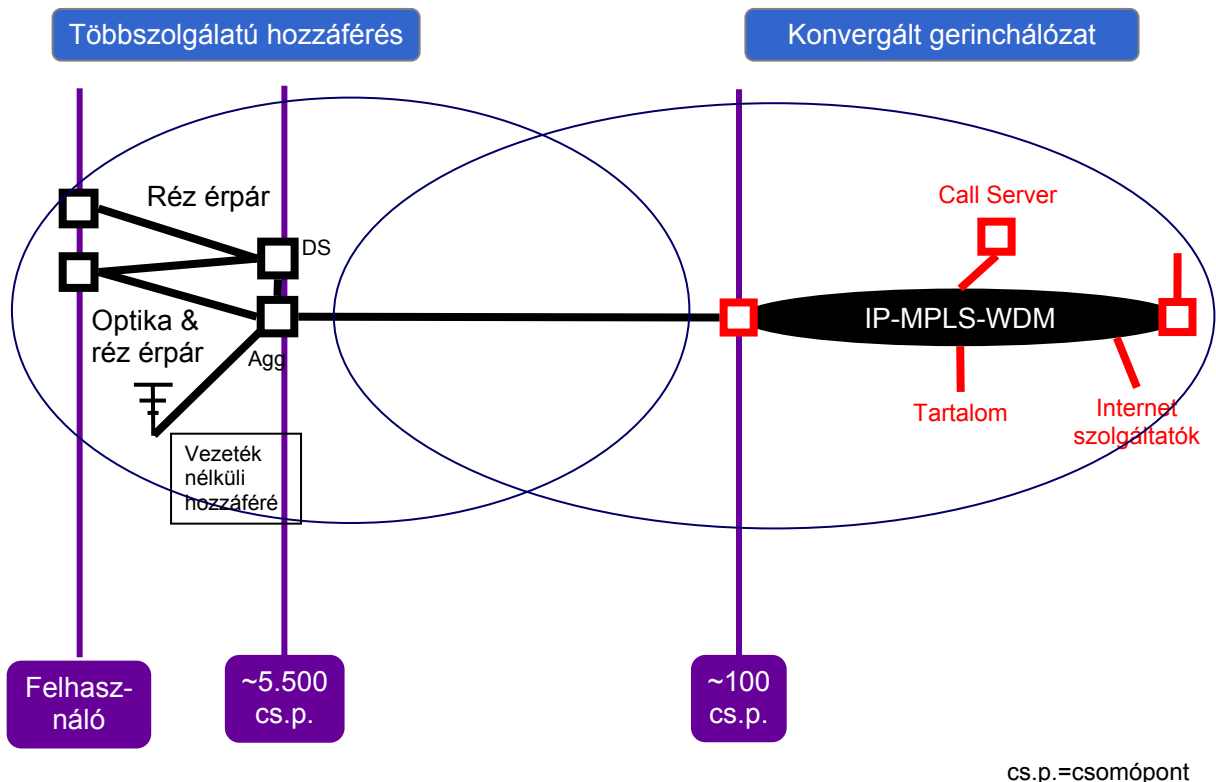 Többszolgálatú hozzáférés
Konvergált gerinchálózat
Réz érpár
DS
Call Server
Optika &
réz érpár
Agg
IP-MPLS-WDM
Tartalom
Internet
szolgáltatók
Vezeték
nélküli
hozzáféré
Felhasz-
náló
~5.500
cs.p.
~100
cs.p.
cs.p.=csomópont